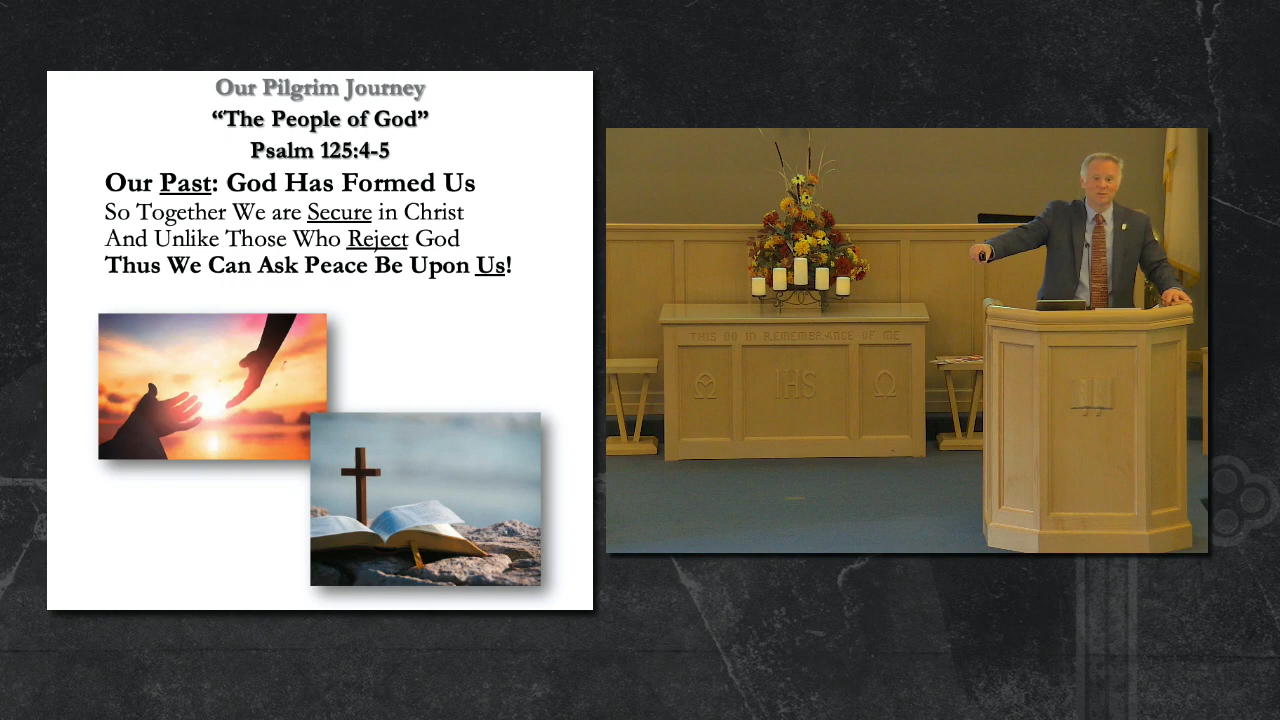 Our Pilgrim Journey
“The People of God”
Psalm 125:4-5
Our Past: God Has Formed Us
So Together We are Secure in Christ
And Unlike Those Who Reject God
Thus We Can Ask Peace Be Upon Us!
THIS DO IN REMEMBRANCE OF ME
IHS